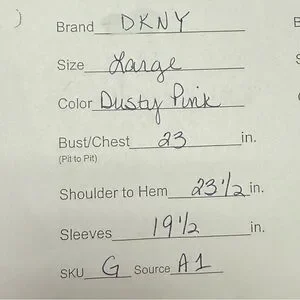 Brand DKNY
Size Large
Color Dusty Pink
Bust/Chest 23 in.
(Pit to Pit)
Shoulder to Hem 23 1/2 in.
Sleeves 19 1/2 in.
SKU G Source A1